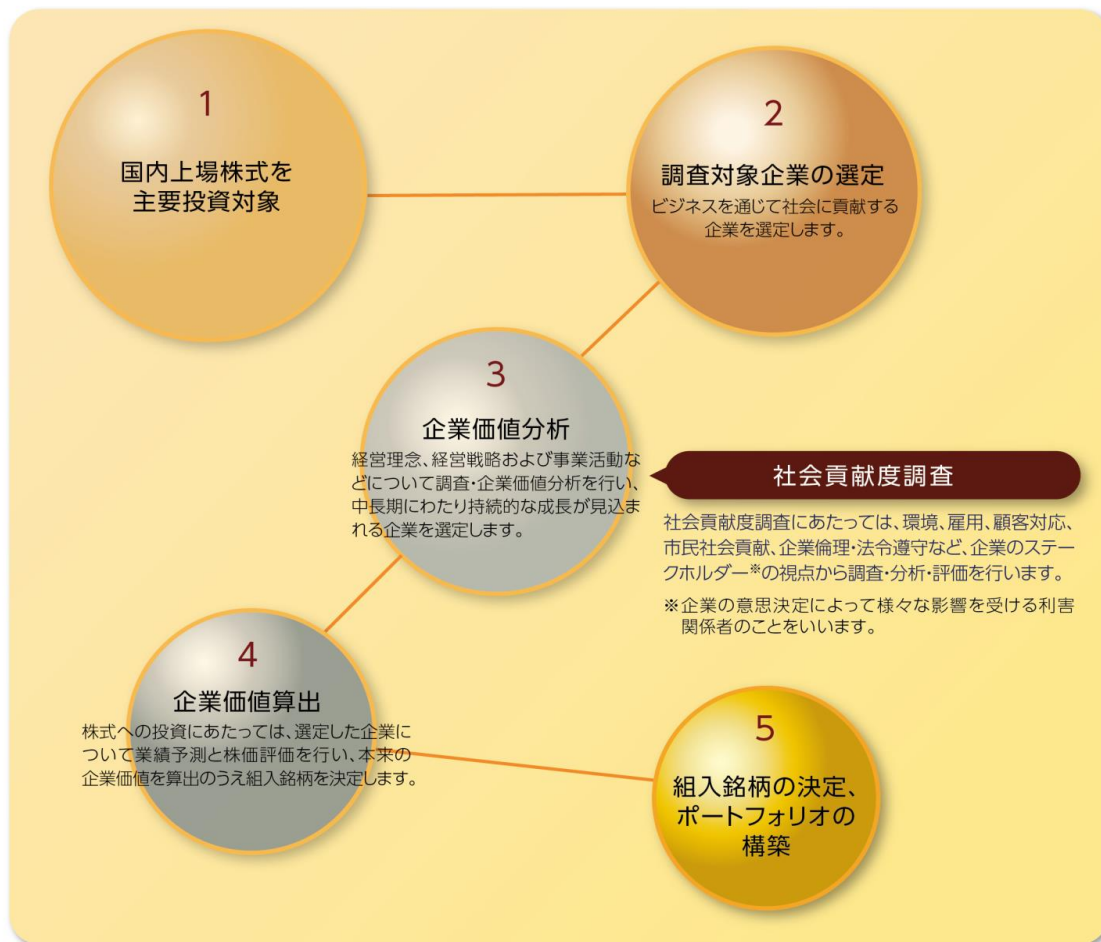 1
国内上場株式を
主要投資対象
2
調査対象企業の選定
ビジネスを通じて社会に貢献する
企業を選定します。
3
企業価値分析
経営理念、経営戦略および事業活動な
どについて調査・企業価値分析を行い、
中長期にわたり持続的な成長が見込ま
れる企業を選定します。
社会貢献度調査
社会貢献度調査にあたっては、環境、雇用、顧客対応、
市民社会貢献、企業倫理・法令遵守など、企業のステー
クホルダー※の視点から調査・分析・評価を行います。
※企業の意思決定によって様々な影響を受ける利害
関係者のことをいいます。
4
企業価値算出
株式への投資にあたっては、選定した企業に
ついて業績予測と株価評価を行い、本来の
企業価値を算出のうえ組入銘柄を決定します。
5
組入銘柄の決定、
ポートフォリオの
構築